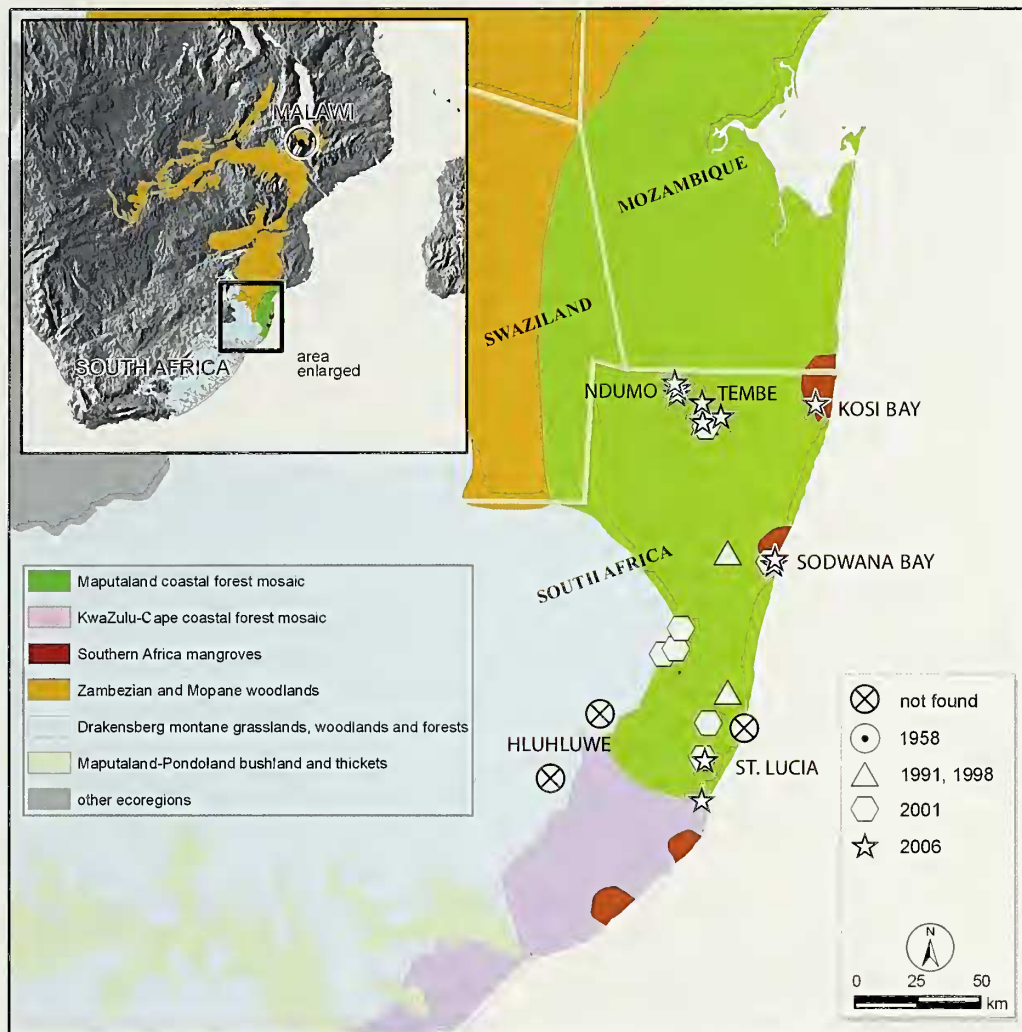 MALAWI
SOUTH AFRICA
area
enlarged
MOZAMBIQUE
SWAZILAND
NDUMO
TEMBE
KOSI BAY
SOUTH AFRICA
SODWANA BAY
HLUHLUWE
ST. LUCIA
Maputaland coastal forest mosaic
KwaZulu-Cape coastal forest mosaic
Southern Africa mangroves
Zambezian and Mopane woodlands
Drakensberg montane grasslands, woodlands and forests
Maputaland-Pondoland bushland and thickets
other ecoregions
not found
1958
1991, 1998
2001
2006
N
0 25 50
km